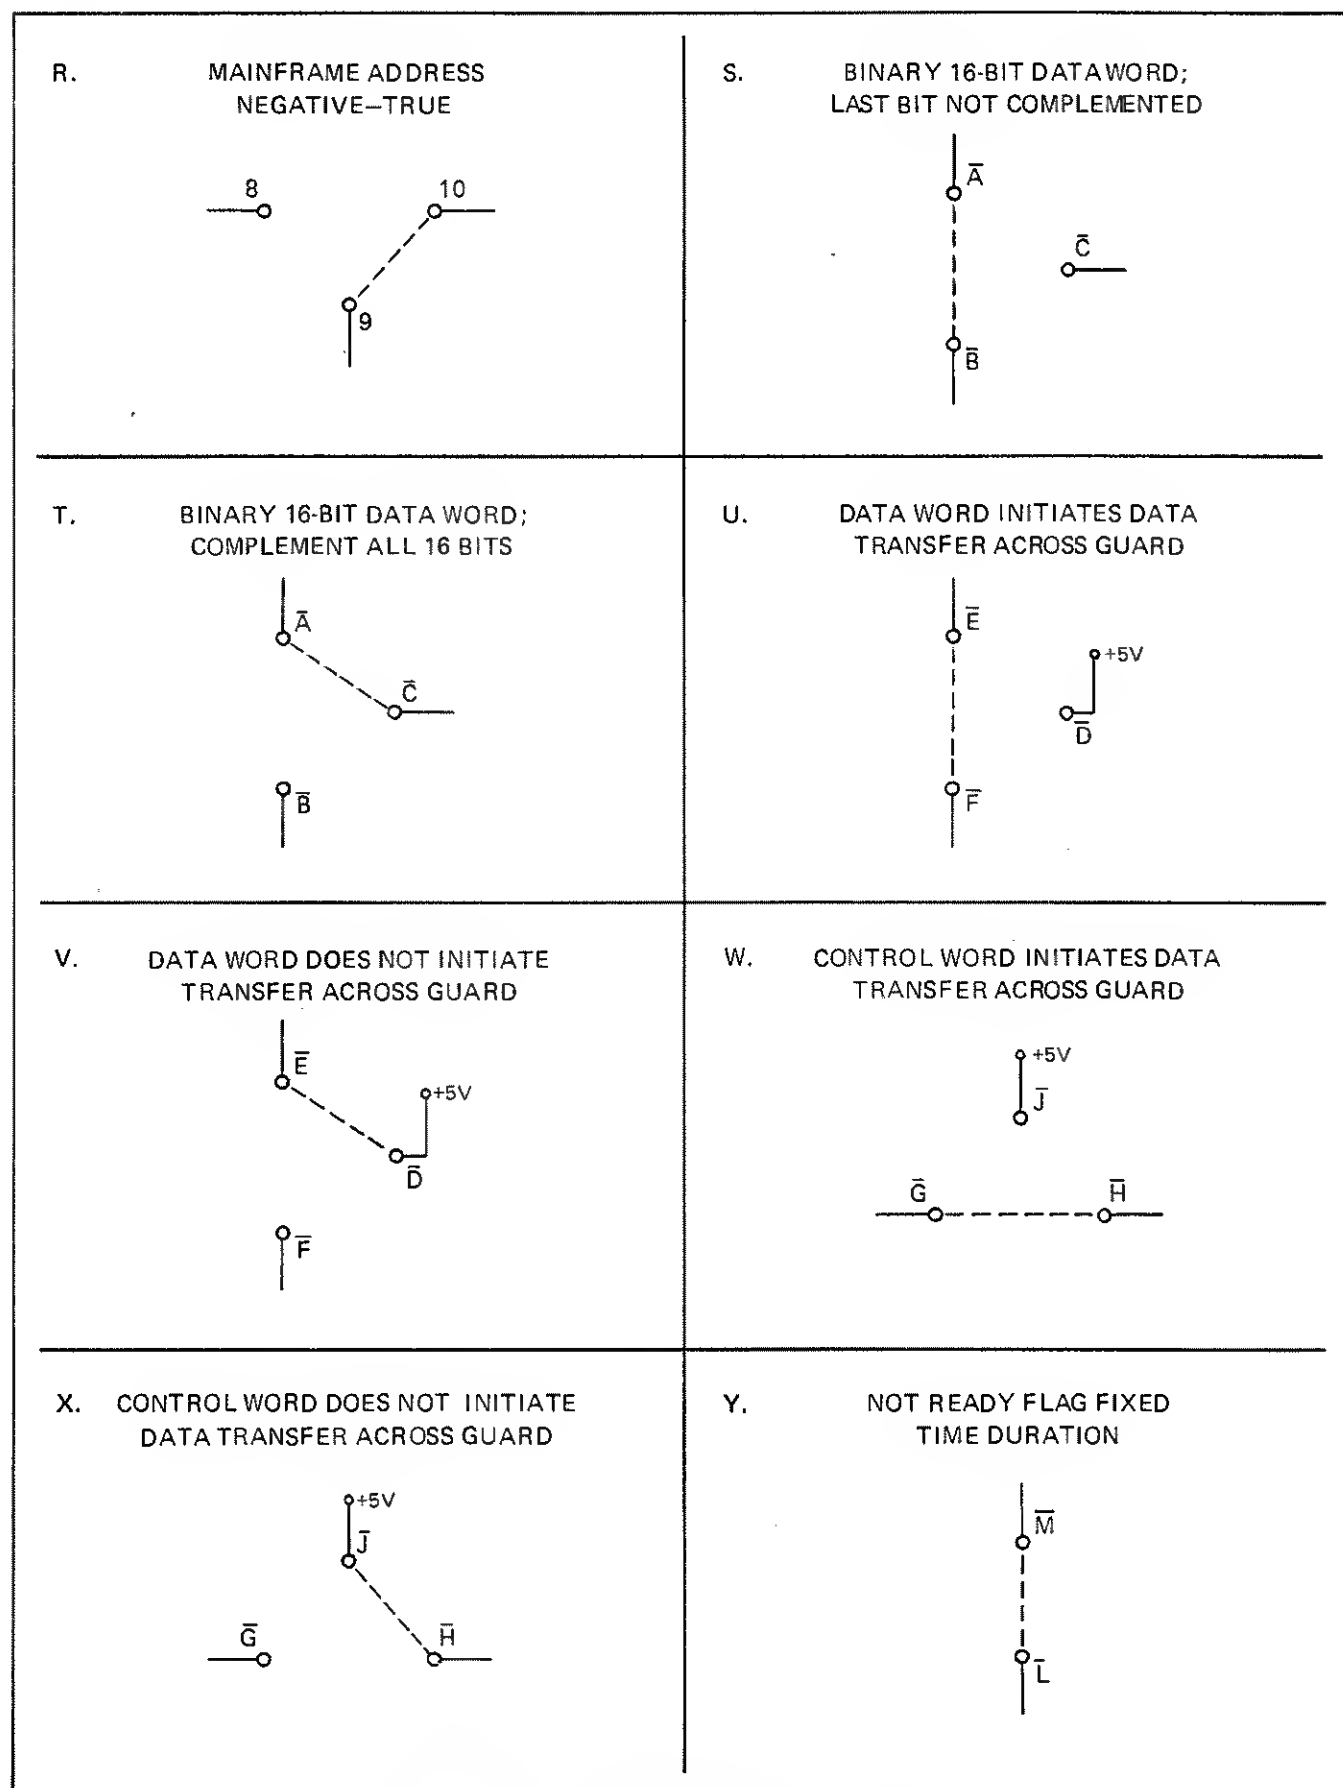 R. MAINFRAME ADDRESS
NEGATIVE–TRUE
8
10
9
S. BINARY 16-BIT DATA WORD;
LAST BIT NOT COMPLEMENTED
A̅
C̅
B̅
T. BINARY 16-BIT DATA WORD;
COMPLEMENT ALL 16 BITS
A̅
C̅
B̅
U. DATA WORD INITIATES DATA
TRANSFER ACROSS GUARD
E̅
+5V
D̅
F̅
V. DATA WORD DOES NOT INITIATE
TRANSFER ACROSS GUARD
E̅
+5V
D̅
F̅
W. CONTROL WORD INITIATES DATA
TRANSFER ACROSS GUARD
+5V
J̅
G̅ H̅
X. CONTROL WORD DOES NOT INITIATE
DATA TRANSFER ACROSS GUARD
+5V
J̅
G̅ H̅
Y. NOT READY FLAG FIXED
TIME DURATION
M̅
L̅